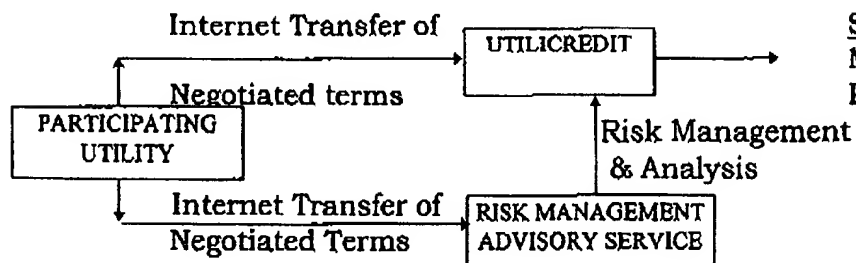 Internet Transfer of
UTILICREDIT
Negotiated terms
PARTICIPATING
UTILITY
Risk Management
& Analysis
Internet Transfer of
Negotiated Terms
RISK MANAGEMENT
ADVISORY SERVICE